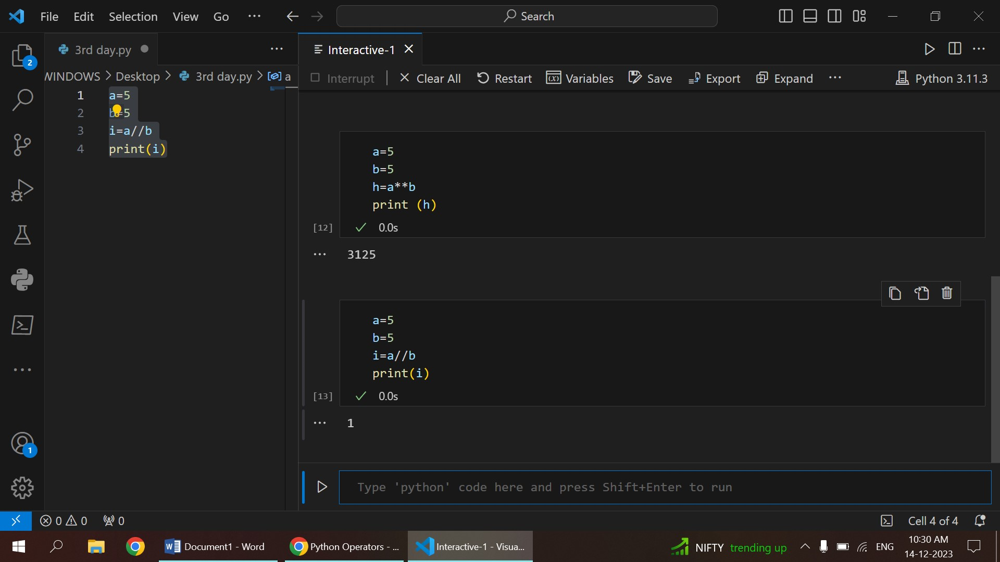 File Edit Selection View Go ... Search
3rd day.py ...
Interactive-1
WINDOWS > Desktop > 3rd day.py > a
Interrupt | Clear All Restart Variables Save Export Expand ... Python 3.11.3
1 a=5
2 b=5
3 i=a//b
4 print(i)
a=5
b=5
h=a**b
print (h)
[12] 0.0s
... 3125
a=5
b=5
i=a//b
print(i)
[13] 0.0s
... 1
Type 'python' code here and press Shift+Enter to run
2
1
0 0 0
Cell 4 of 4
Document1 - Word
Python Operators - ...
Interactive-1 - Visua...
NIFTY trending up
ENG
10:30 AM
14-12-2023